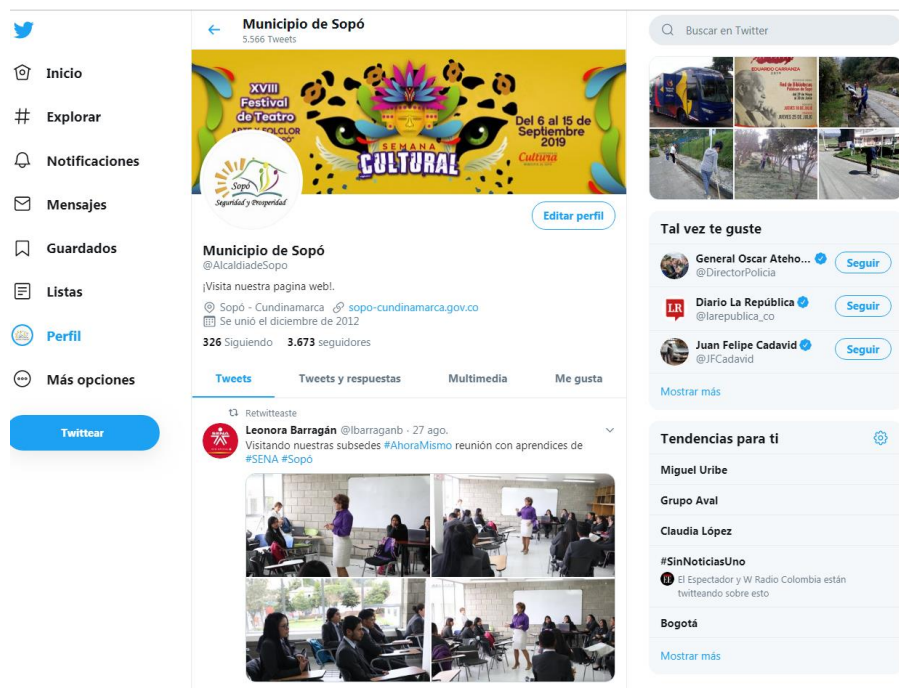 Inicio
Explorar
Notificaciones
Mensajes
Guardados
Listas
Perfil
Más opciones
Twittear
Municipio de Sopó
5.566 Tweets
XVIII
Festival
de Teatro
Del 6 al 15 de
Septiembre
2019
SEMANA
CULTURAL
Cultura
Sopó
Seguridad y Prosperidad
Editar perfil
Municipio de Sopó
@AlcaldiadeSopo
¡Visita nuestra pagina web!.
Sopó - Cundinamarca sopo-cundinamarca.gov.co
Se unió el diciembre de 2012
326 Siguiendo 3.673 seguidores
Tweets Tweets y respuestas Multimedia Me gusta
Retwitteaste
Leonora Barragán @lbarraganb · 27 ago.
Visitando nuestras subsedes #AhoraMismo reunión con aprendices de
#SENA #Sopó
Buscar en Twitter
EDUARDO CARRANZA
Tal vez te guste
General Oscar Ateho...
@DirectorPolicia
Seguir
LR
Diario La República
@larepublica_co
Seguir
Juan Felipe Cadavid
@JFCadavid
Seguir
Mostrar más
Tendencias para ti
Miguel Uribe
Grupo Aval
Claudia López
#SinNoticiasUno
EE
El Espectador y W Radio Colombia están
twitteando sobre esto
Bogotá
Mostrar más